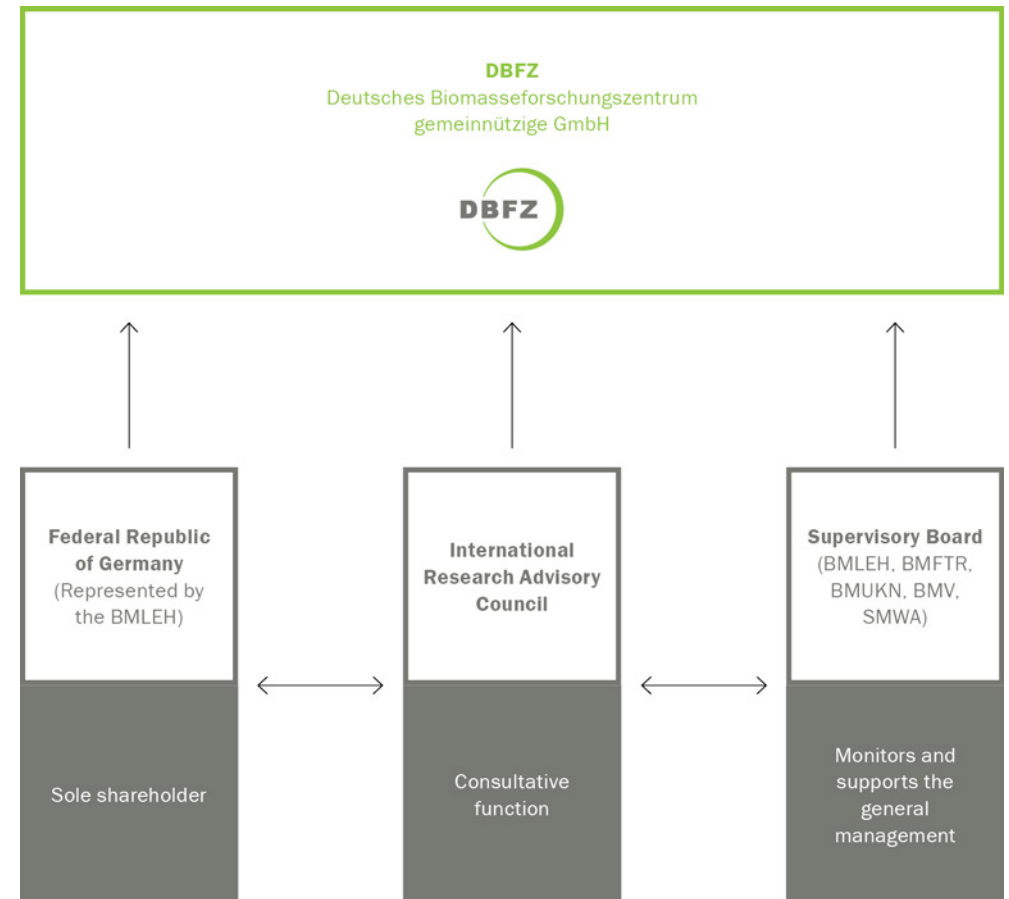 DBFZ
Deutsches Biomasseforschungszentrum
gemeinnützige GmbH
DBFZ
Federal Republic
of Germany
(Represented by
the BMLEH)
International
Research Advisory
Council
Supervisory Board
(BMLEH, BMFTR,
BMUKN, BMV,
SMWA)
Sole shareholder
Consultative
function
Monitors and
supports the
general
management